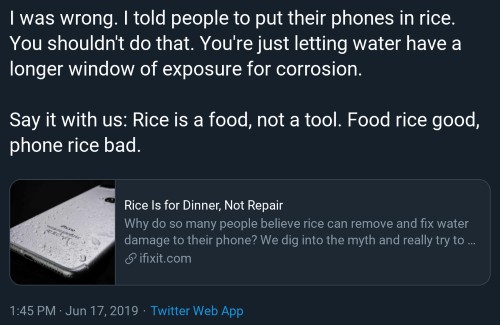 I was wrong. I told people to put their phones in rice.
You shouldn't do that. You're just letting water have a
longer window of exposure for corrosion.
Say it with us: Rice is a food, not a tool. Food rice good,
phone rice bad.
Rice Is for Dinner, Not Repair
Why do so many people believe rice can remove and fix water
damage to their phone? We dig into the myth and really try to ...
ifixit.com
1:45 PM · Jun 17, 2019 · Twitter Web App